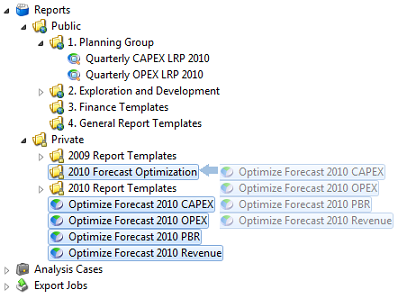 Reports
Public
1. Planning Group
Quarterly CAPEX LRP 2010
Quarterly OPEX LRP 2010
2. Exploration and Development
3. Finance Templates
4. General Report Templates
Private
2009 Report Templates
2010 Forecast Optimization
Optimize Forecast 2010 CAPEX
2010 Report Templates
Optimize Forecast 2010 OPEX
Optimize Forecast 2010 CAPEX
Optimize Forecast 2010 PBR
Optimize Forecast 2010 OPEX
Optimize Forecast 2010 Revenue
Optimize Forecast 2010 PBR
Optimize Forecast 2010 Revenue
Analysis Cases
Export Jobs